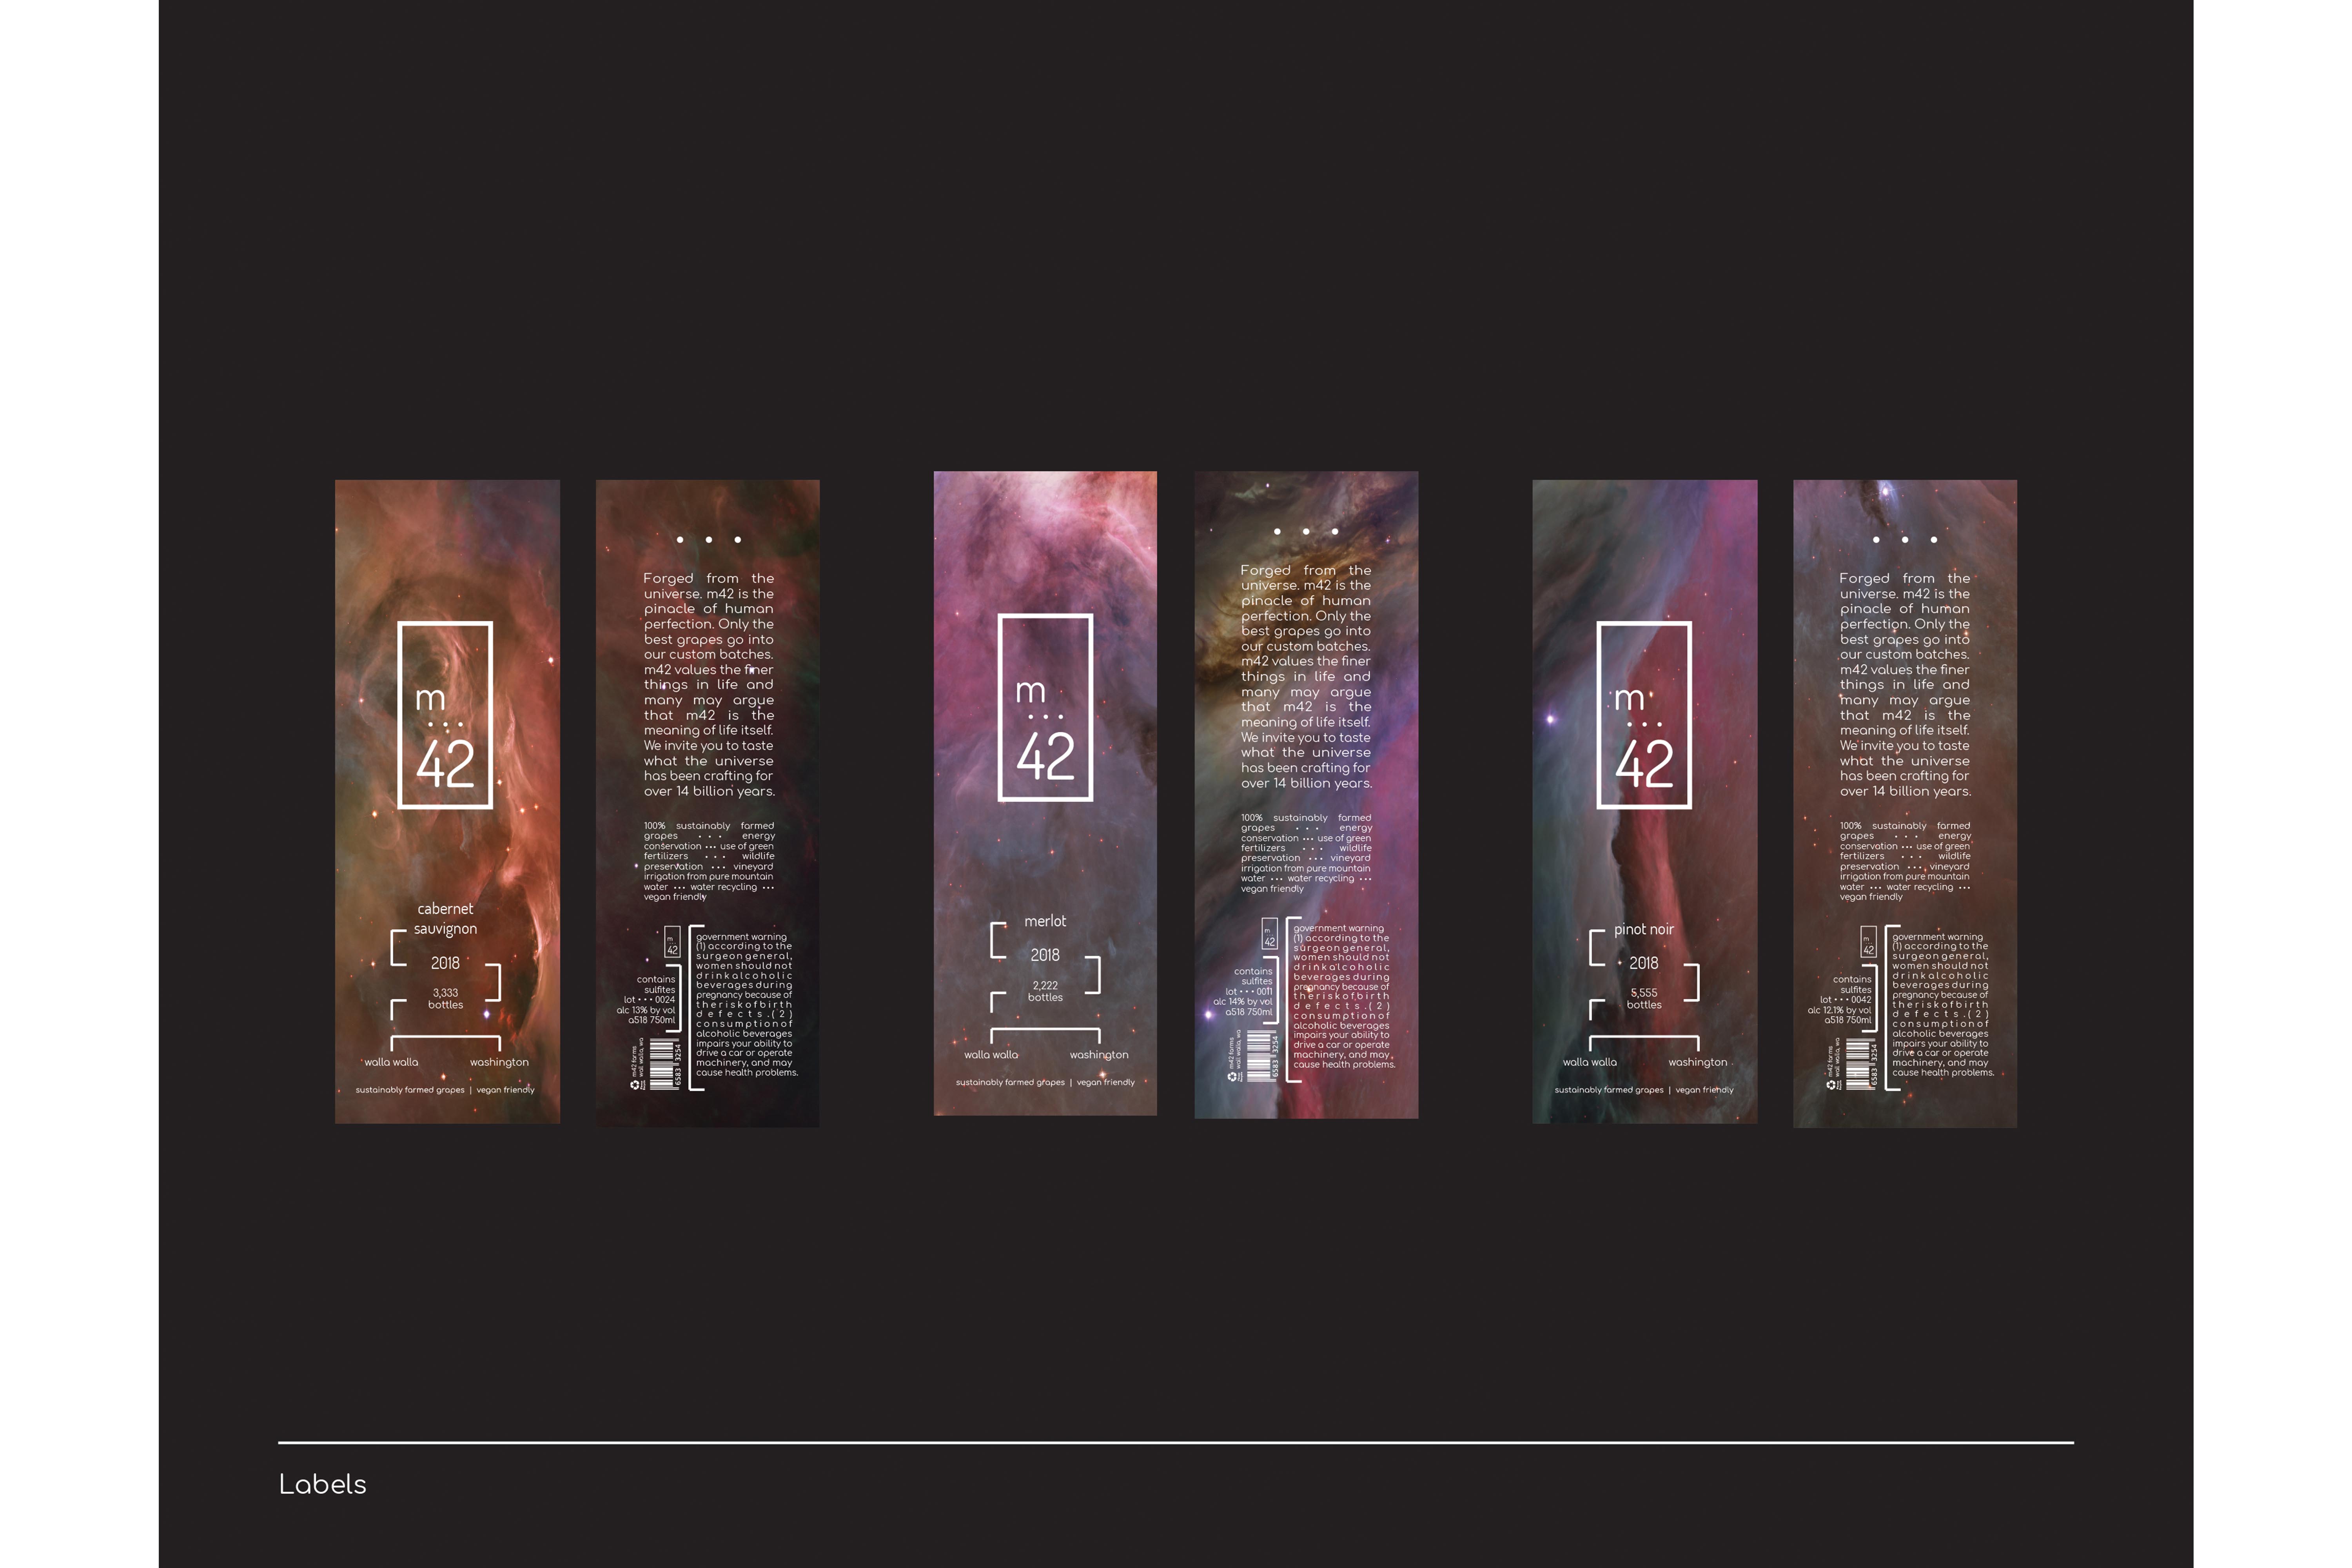 m
42
cabernet
sauvignon
2018
3,333
bottles
walla walla
washington
sustainably farmed grapes | vegan friendly
Forged from the
universe. m42 is the
pinacle of human
perfection. Only the
best grapes go into
our custom batches.
m42 values the finer
things in life and
many may argue
that m42 is the
meaning of life itself.
We invite you to taste
what the universe
has been crafting for
over 14 billion years.
100% sustainably farmed
grapes • • • energy
conservation ••• use of green
fertilizers • • • wildlife
preservation ••• vineyard
irrigation from pure mountain
water ••• water recycling •••
vegan friendly
m
42
contains
sulfites
lot • • • 0024
alc 13% by vol
a518 750ml
m42 farms
wall walla, wa
6583 3254
government warning
(1) according to the
surgeon general,
women should not
drink alcoholic
beverages during
pregnancy because of
the risk of birth
defects. (2)
consumption of
alcoholic beverages
impairs your ability to
drive a car or operate
machinery, and may
cause health problems.
m
42
merlot
2018
2,222
bottles
walla walla
washington
sustainably farmed grapes | vegan friendly
Forged from the
universe. m42 is the
pinacle of human
perfection. Only the
best grapes go into
our custom batches.
m42 values the finer
things in life and
many may argue
that m42 is the
meaning of life itself.
We invite you to taste
what the universe
has been crafting for
over 14 billion years.
100% sustainably farmed
grapes • • • energy
conservation ••• use of green
fertilizers • • • wildlife
preservation ••• vineyard
irrigation from pure mountain
water ••• water recycling •••
vegan friendly
m
42
contains
sulfites
lot • • • 0011
alc 14% by vol
a518 750ml
m42 farms
wall walla, wa
6583 3254
government warning
(1) according to the
surgeon general,
women should not
drink alcoholic
beverages during
pregnancy because of
the risk of birth
defects. (2)
consumption of
alcoholic beverages
impairs your ability to
drive a car or operate
machinery, and may
cause health problems.
m
42
pinot noir
2018
5,555
bottles
walla walla
washington
sustainably farmed grapes | vegan friendly
Forged from the
universe. m42 is the
pinacle of human
perfection. Only the
best grapes go into
our custom batches.
m42 values the finer
things in life and
many may argue
that m42 is the
meaning of life itself.
We invite you to taste
what the universe
has been crafting for
over 14 billion years.
100% sustainably farmed
grapes • • • energy
conservation ••• use of green
fertilizers • • • wildlife
preservation ••• vineyard
irrigation from pure mountain
water ••• water recycling •••
vegan friendly
m
42
contains
sulfites
lot • • • 0042
alc 12.1% by vol
a518 750ml
m42 farms
wall walla, wa
6583 3254
government warning
(1) according to the
surgeon general,
women should not
drink alcoholic
beverages during
pregnancy because of
the risk of birth
defects. (2)
consumption of
alcoholic beverages
impairs your ability to
drive a car or operate
machinery, and may
cause health problems.
Labels